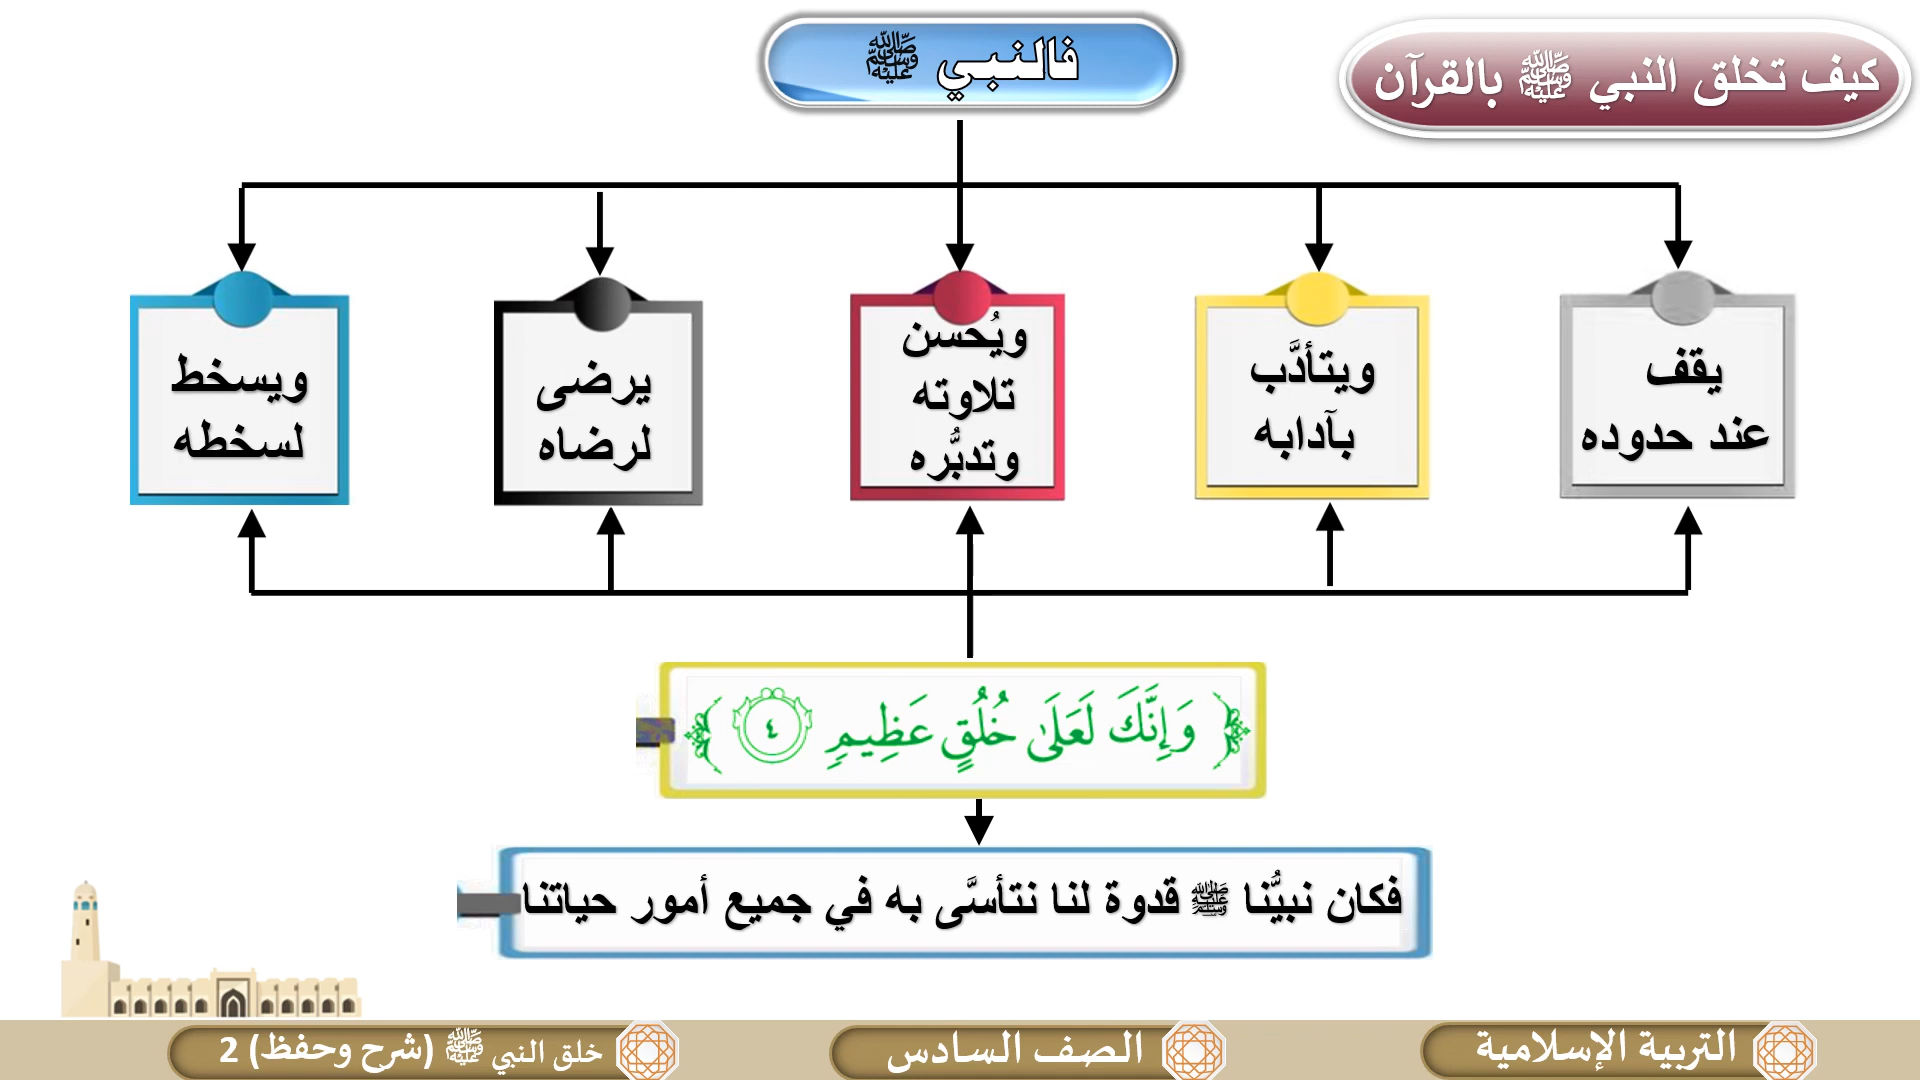 كيف تخلق النبي ﷺ بالقرآن
فالنبي ﷺ
يقف
عند حدوده
ويتأدَّب
بآدابه
ويُحسن
تلاوته
وتدبُّره
يرضى
لرضاه
ويسخط
لسخطه
﴿ وَإِنَّكَ لَعَلَىٰ خُلُقٍ عَظِيمٖ ٤ ﴾
فكان نبيُّنا ﷺ قدوة لنا نتأسَّى به في جميع أمور حياتنا
التربية الإسلامية
الصف السادس
خلق النبي ﷺ (شرح وحفظ) 2